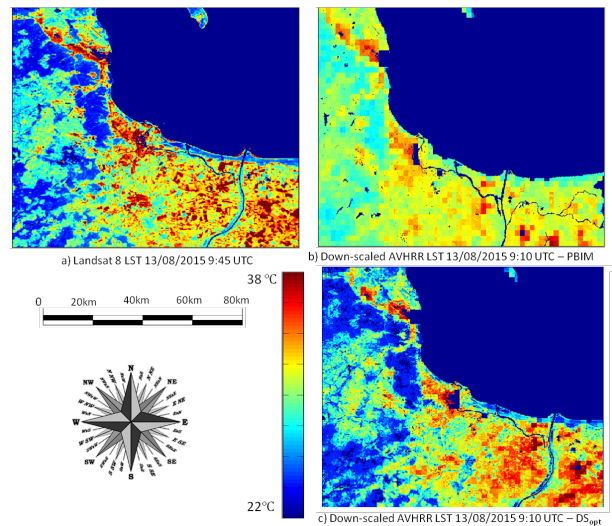 a) Landsat 8 LST 13/08/2015 9:45 UTC
b) Down-scaled AVHRR LST 13/08/2015 9:10 UTC – PBIM
38 °C
0 20km 40km 60km 80km
N
NW
NE
W
E
SW
SE
S
22°C
c) Down-scaled AVHRR LST 13/08/2015 9:10 UTC – DSopt